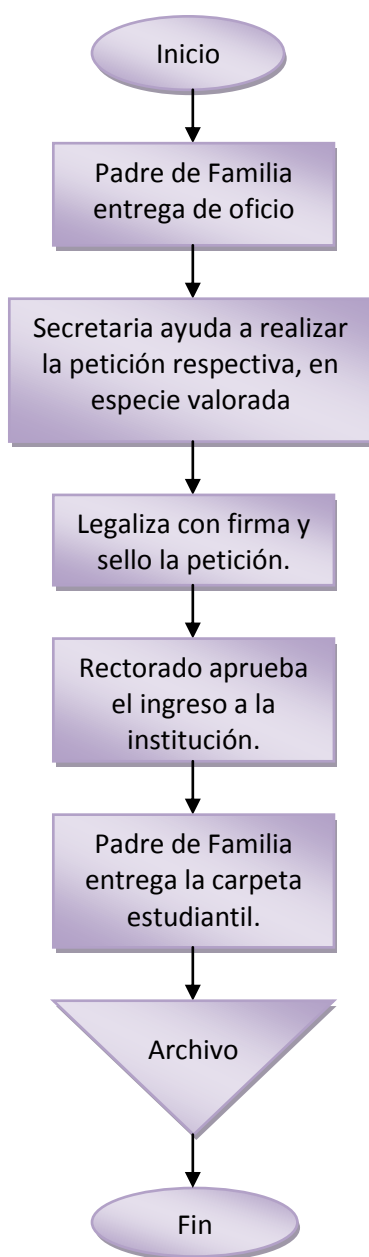 Inicio
Padre de Familia
entrega de oficio
Secretaria ayuda a realizar
la petición respectiva, en
especie valorada
Legaliza con firma y
sello la petición.
Rectorado aprueba
el ingreso a la
institución.
Padre de Familia
entrega la carpeta
estudiantil.
Archivo
Fin